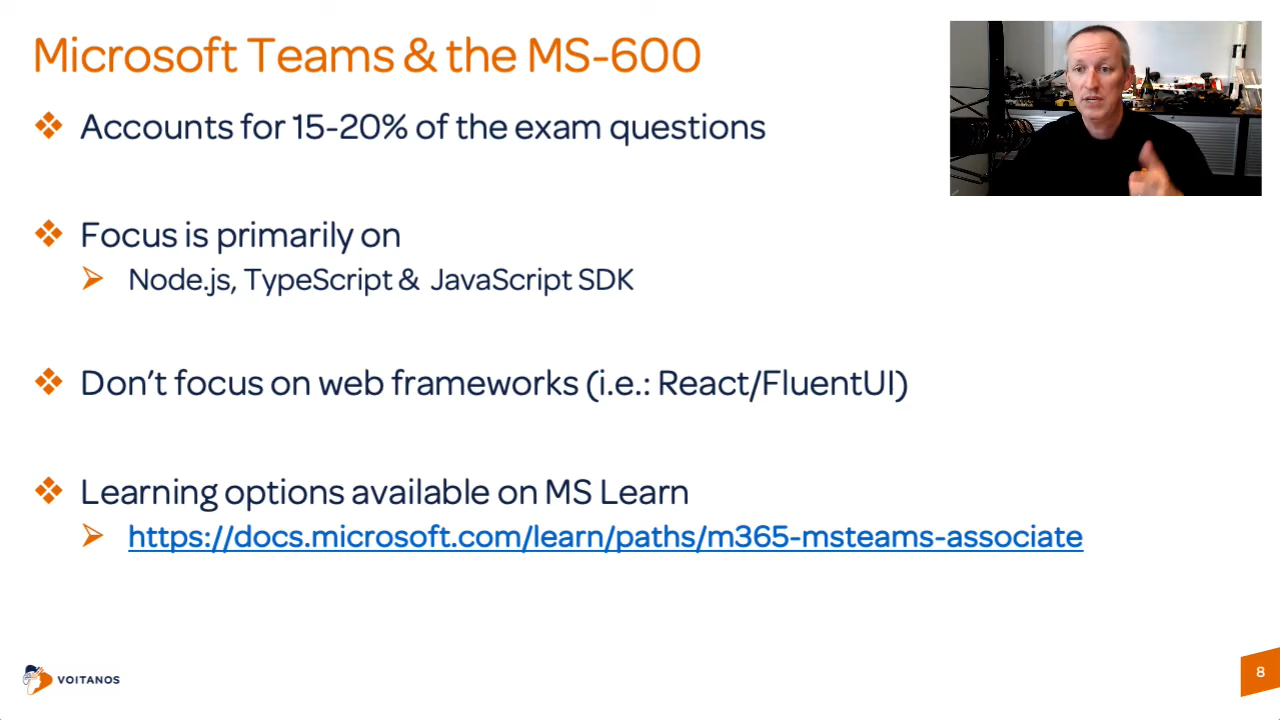 Microsoft Teams & the MS-600
Accounts for 15-20% of the exam questions
Focus is primarily on
Node.js, TypeScript & JavaScript SDK
Don't focus on web frameworks (i.e.: React/FluentUI)
Learning options available on MS Learn
https://docs.microsoft.com/learn/paths/m365-msteams-associate
VOITANOS
8